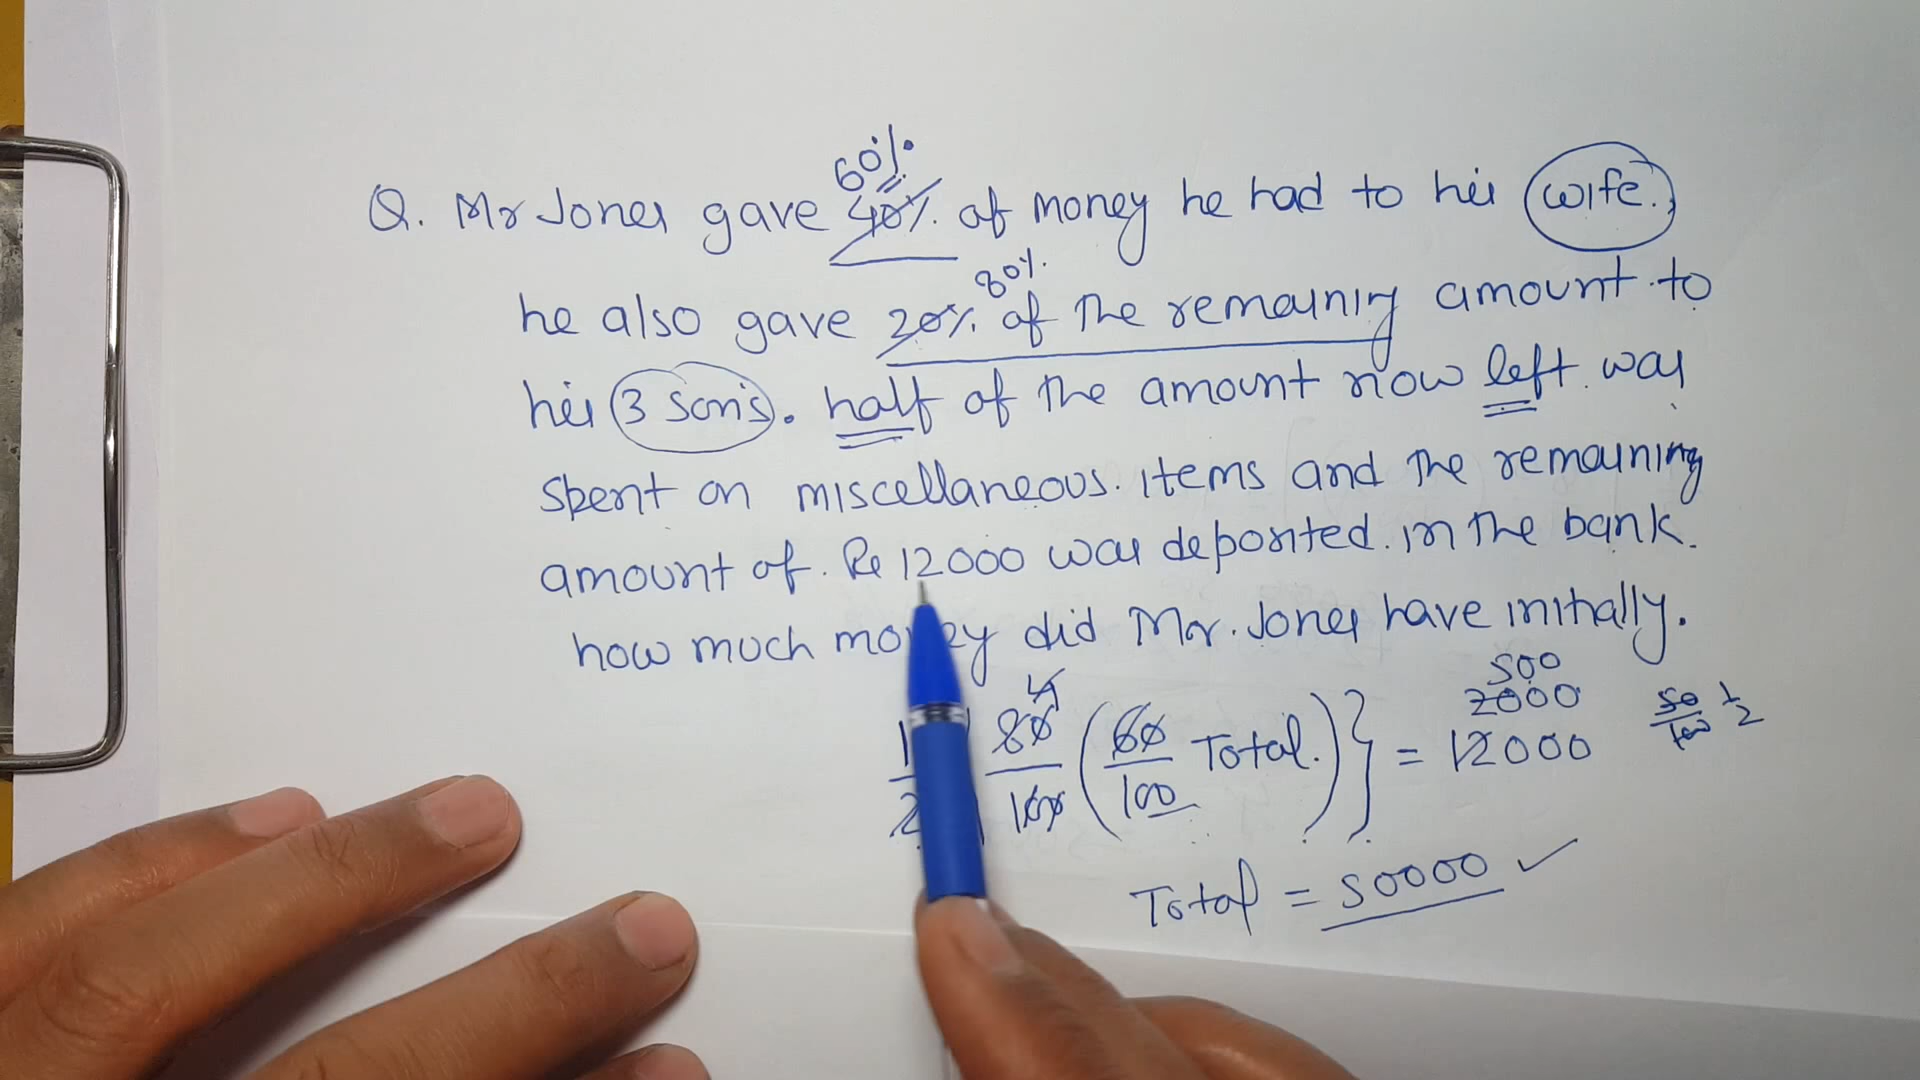 60%
Q. Mr Jones gave 40% of money he had to his wife.
80%.
he also gave 20% of the remaining amount to
his 3 son's. half of the amount now left was
spent on miscellaneous. items and the remaining
amount of. Rs 12000 was deposited. in the bank.
how much money did Mr. Jones have initially.
500
4 2000
1/2 80/100 (60/100 Total.)} = 12000 50/100 1/2
Total = 50000 ✓